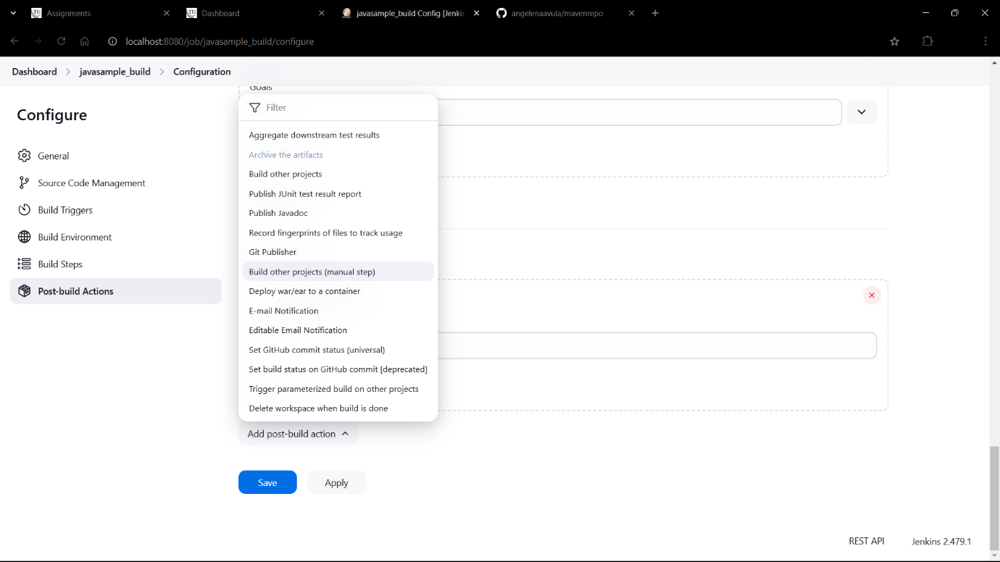 Assignments
Dashboard
javasample_build Config [Jenki
angelenaavula/mavenrepo
localhost:8080/job/javasample_build/configure
Dashboard > javasample_build > Configuration
Configure
General
Source Code Management
Build Triggers
Build Environment
Build Steps
Post-build Actions
Goals
Filter
Aggregate downstream test results
Archive the artifacts
Build other projects
Publish JUnit test result report
Publish Javadoc
Record fingerprints of files to track usage
Git Publisher
Build other projects (manual step)
Deploy war/ear to a container
E-mail Notification
Editable Email Notification
Set GitHub commit status (universal)
Set build status on GitHub commit [deprecated]
Trigger parameterized build on other projects
Delete workspace when build is done
Add post-build action
Save
Apply
REST API
Jenkins 2.479.1